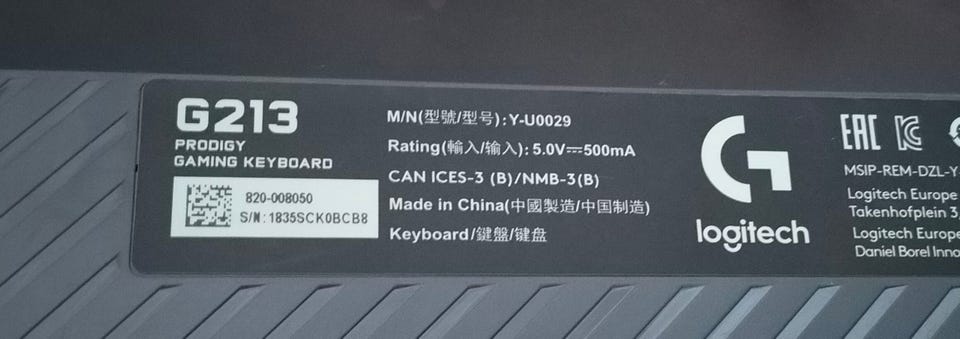 G213
PRODIGY
GAMING KEYBOARD
820-008050
S/N:1835SCK0BCB8
M/N(型號/型号):Y-U0029
Rating(輸入/输入): 5.0V⎓500mA
CAN ICES-3 (B)/NMB-3(B)
Made in China(中國製造/中国制造)
Keyboard/鍵盤/键盘
G
logitech
EAC
MSIP-REM-DZL-Y-
Logitech Europe
Takenhofplein 3,
Logitech Europe
Daniel Borel Inno